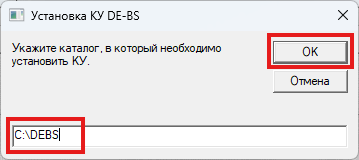 Установка КУ DE-BS
Укажите каталог, в который необходимо
установить КУ.
OK
Отмена
C:\DEBS